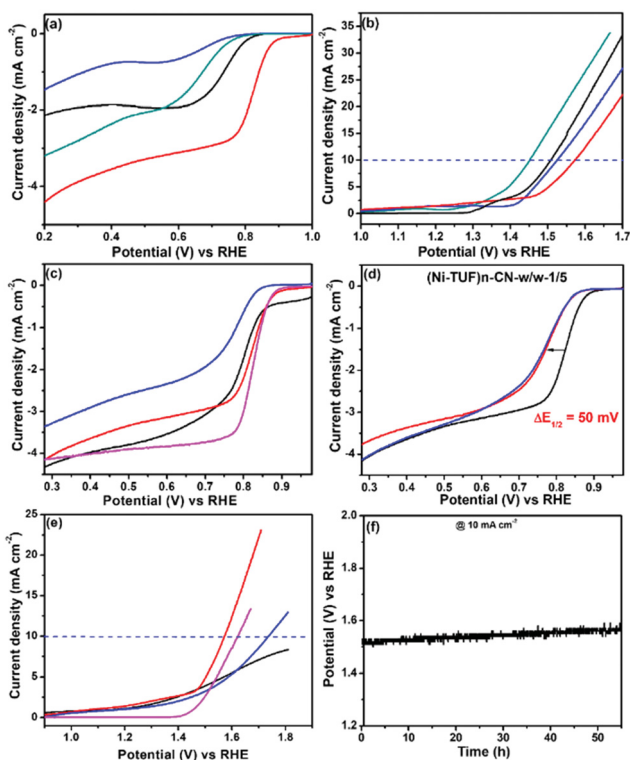 (a)
Current density (mA cm⁻²)
0
-1
-2
-3
-4
0.2 0.4 0.6 0.8 1.0
Potential (V) vs RHE
(b)
Current density (mA cm⁻²)
35
30
25
20
15
10
5
0
1.0 1.1 1.2 1.3 1.4 1.5 1.6 1.7
Potential (V) vs RHE
(c)
Current density (mA cm⁻²)
0
-1
-2
-3
-4
0.3 0.4 0.5 0.6 0.7 0.8 0.9
Potential (V) vs RHE
(d)
(Ni-TUF)n-CN-w/w-1/5
Current density (mA cm⁻²)
0
-1
-2
-3
-4
ΔE1/2 = 50 mV
0.3 0.4 0.5 0.6 0.7 0.8 0.9
Potential (V) vs RHE
(e)
Current density (mA cm⁻²)
25
20
15
10
5
0
1.0 1.2 1.4 1.6 1.8
Potential (V) vs RHE
(f)
@ 10 mA cm⁻²
Potential (V) vs RHE
2.0
1.8
1.6
1.4
1.2
0 10 20 30 40 50
Time (h)